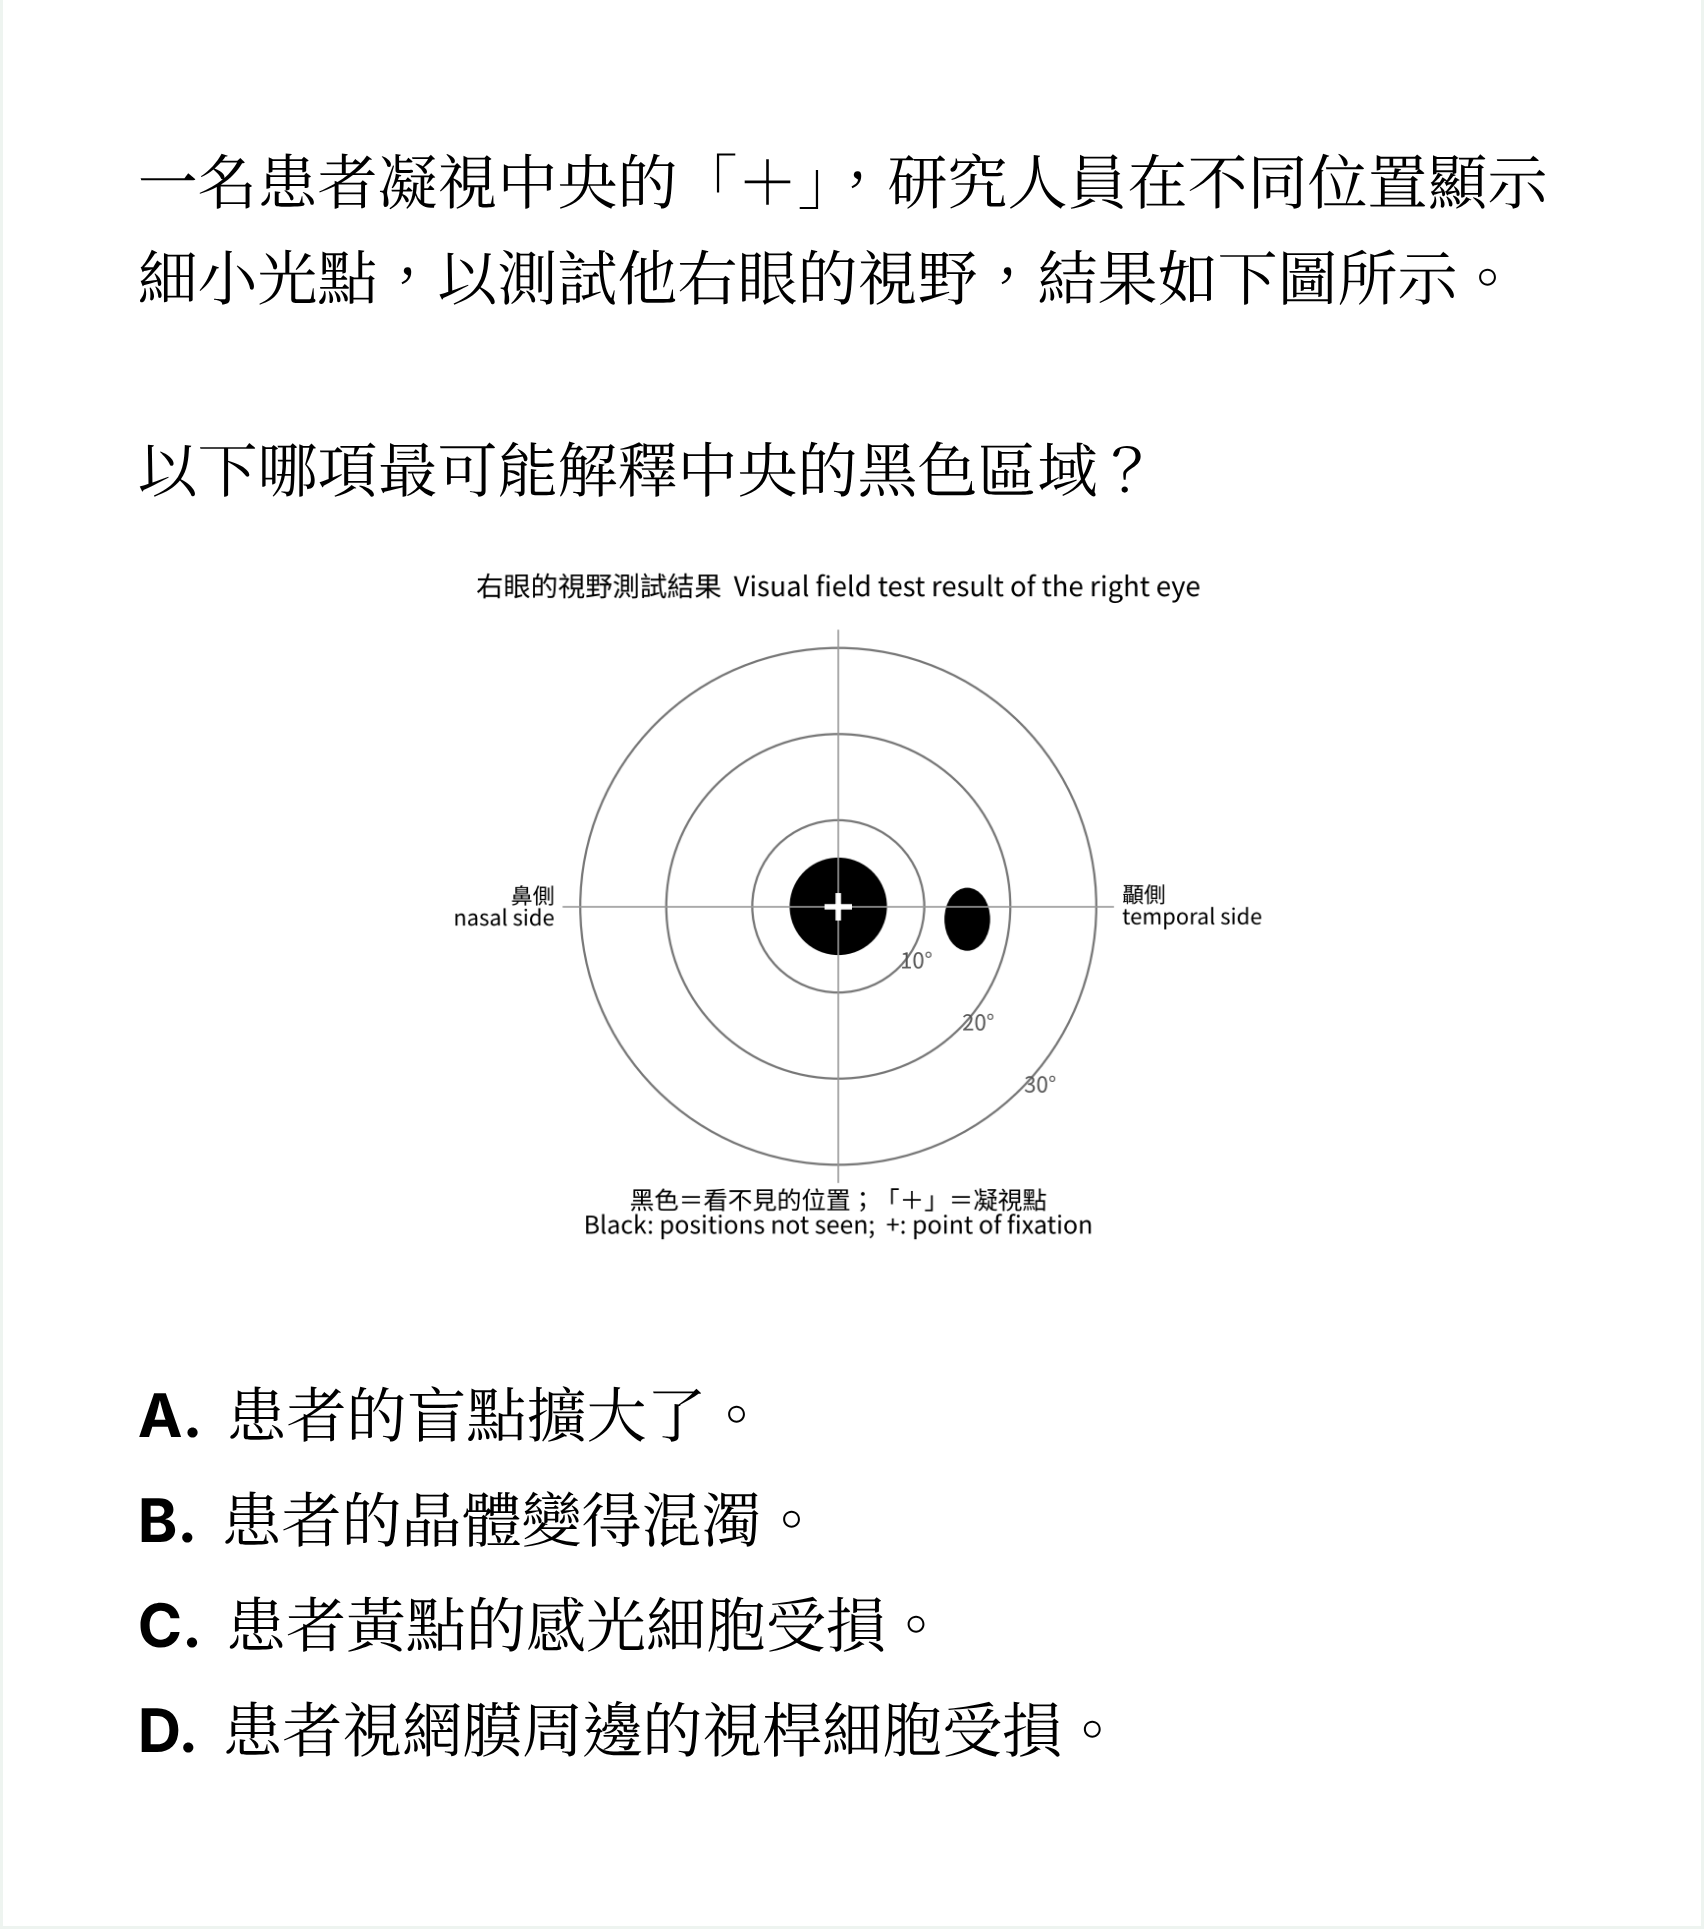 一名患者凝視中央的「＋」，研究人員在不同位置顯示
細小光點，以測試他右眼的視野，結果如下圖所示。
以下哪項最可能解釋中央的黑色區域？
右眼的視野測試結果 Visual field test result of the right eye
鼻側
nasal side
顳側
temporal side
10°
20°
30°
黑色＝看不見的位置；「＋」＝凝視點
Black: positions not seen; +: point of fixation
A. 患者的盲點擴大了。
B. 患者的晶體變得混濁。
C. 患者黃點的感光細胞受損。
D. 患者視網膜周邊的視桿細胞受損。